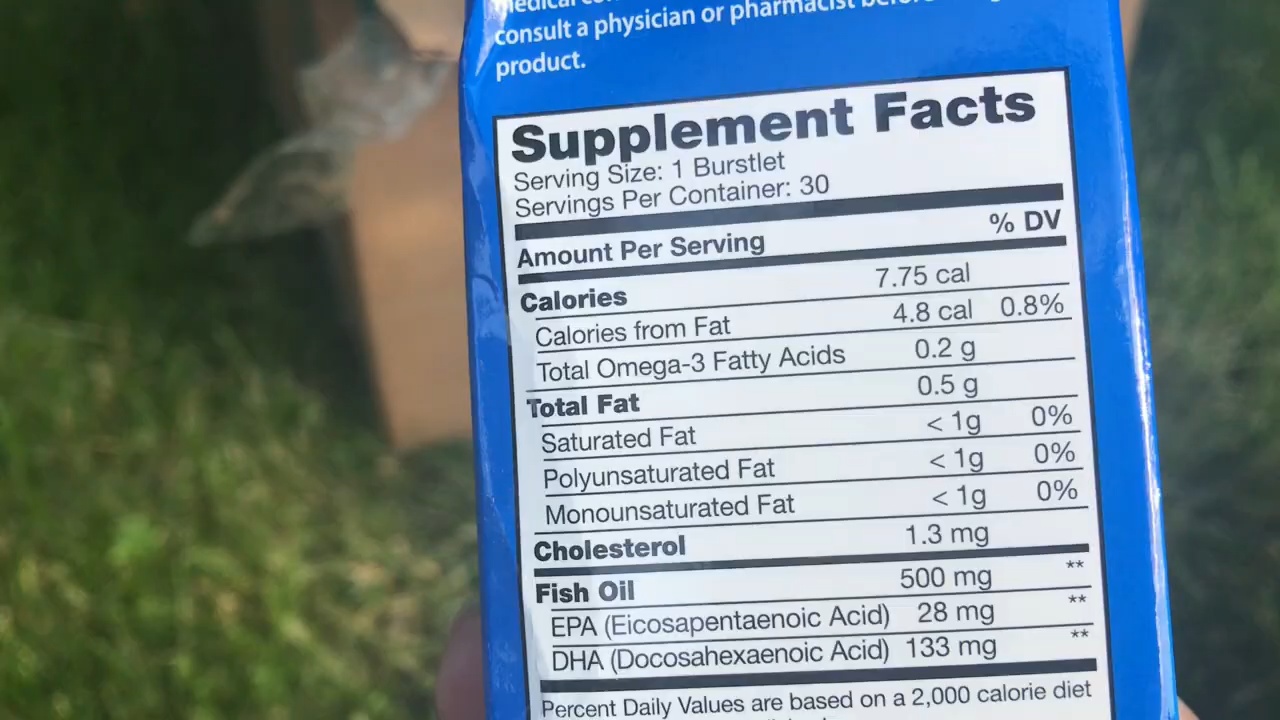 consult a physician or pharmacist
product.
Supplement Facts
Serving Size: 1 Burstlet
Servings Per Container: 30
% DV
Amount Per Serving
Calories 7.75 cal
Calories from Fat 4.8 cal 0.8%
Total Omega-3 Fatty Acids 0.2 g
Total Fat 0.5 g
Saturated Fat < 1g 0%
Polyunsaturated Fat < 1g 0%
Monounsaturated Fat < 1g 0%
Cholesterol 1.3 mg
Fish Oil 500 mg **
EPA (Eicosapentaenoic Acid) 28 mg **
DHA (Docosahexaenoic Acid) 133 mg **
Percent Daily Values are based on a 2,000 calorie diet